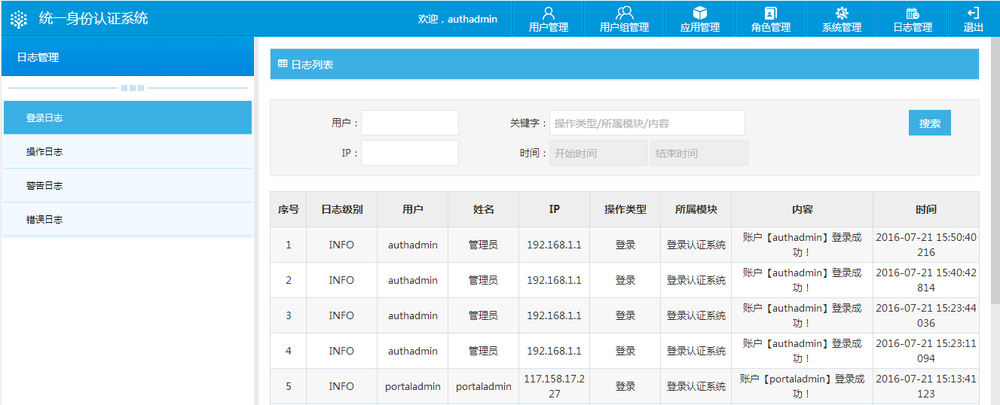 统一身份认证系统
欢迎，authadmin
用户管理
用户组管理
应用管理
角色管理
系统管理
日志管理
退出
日志管理
登录日志
操作日志
警告日志
错误日志
日志列表
用户： 关键字： 操作类型/所属模块/内容 搜索
IP： 时间： 开始时间 结束时间
序号 日志级别 用户 姓名 IP 操作类型 所属模块 内容 时间
1 INFO authadmin 管理员 192.168.1.1 登录 登录认证系统 账户【authadmin】登录成 2016-07-21 15:50:40
功！ 216
2 INFO authadmin 管理员 192.168.1.1 登录 登录认证系统 账户【authadmin】登录成 2016-07-21 15:40:42
功！ 814
3 INFO authadmin 管理员 192.168.1.1 登录 登录认证系统 账户【authadmin】登录成 2016-07-21 15:23:44
功！ 036
4 INFO authadmin 管理员 192.168.1.1 登录 登录认证系统 账户【authadmin】登录成 2016-07-21 15:23:11
功！ 094
5 INFO portaladmin portaladmin 117.158.17.2 登录 登录认证系统 账户【portaladmin】登录成 2016-07-21 15:13:41
27 功！ 123